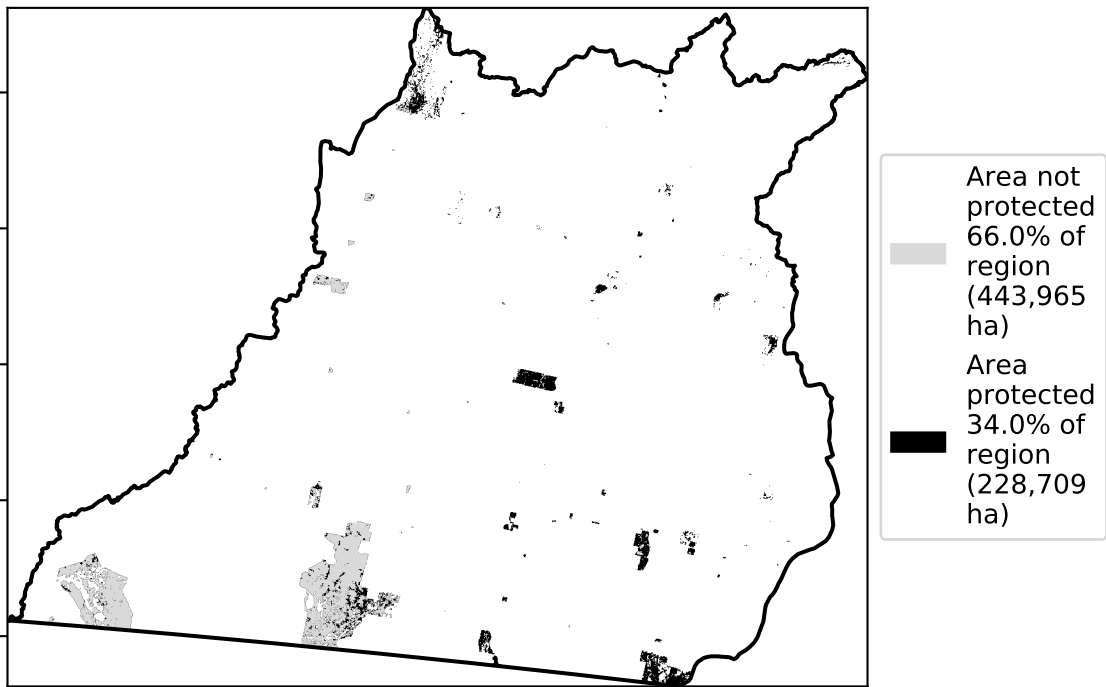 Area not
protected
66.0% of
region
(443,965
ha)
Area
protected
34.0% of
region
(228,709
ha)